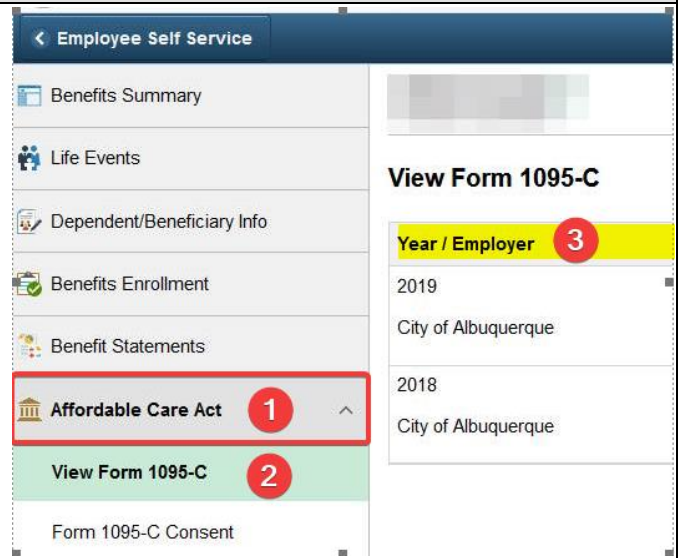 Employee Self Service
Benefits Summary
Life Events
Dependent/Beneficiary Info
Benefits Enrollment
Benefit Statements
Affordable Care Act 1
View Form 1095-C 2
Form 1095-C Consent
View Form 1095-C
Year / Employer 3
2019
City of Albuquerque
2018
City of Albuquerque